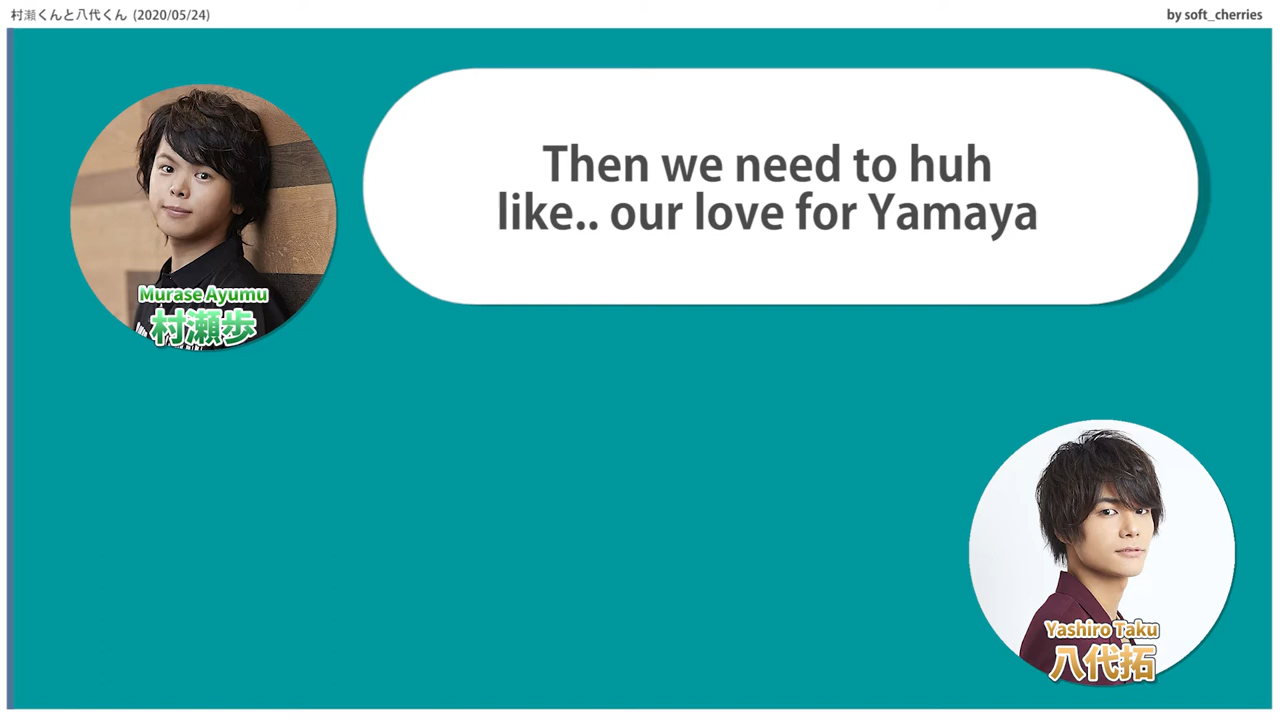 村瀬くんと八代くん (2020/05/24)
by soft_cherries
Then we need to huh
like.. our love for Yamaya
Murase Ayumu
村瀬歩
Yashiro Taku
八代拓